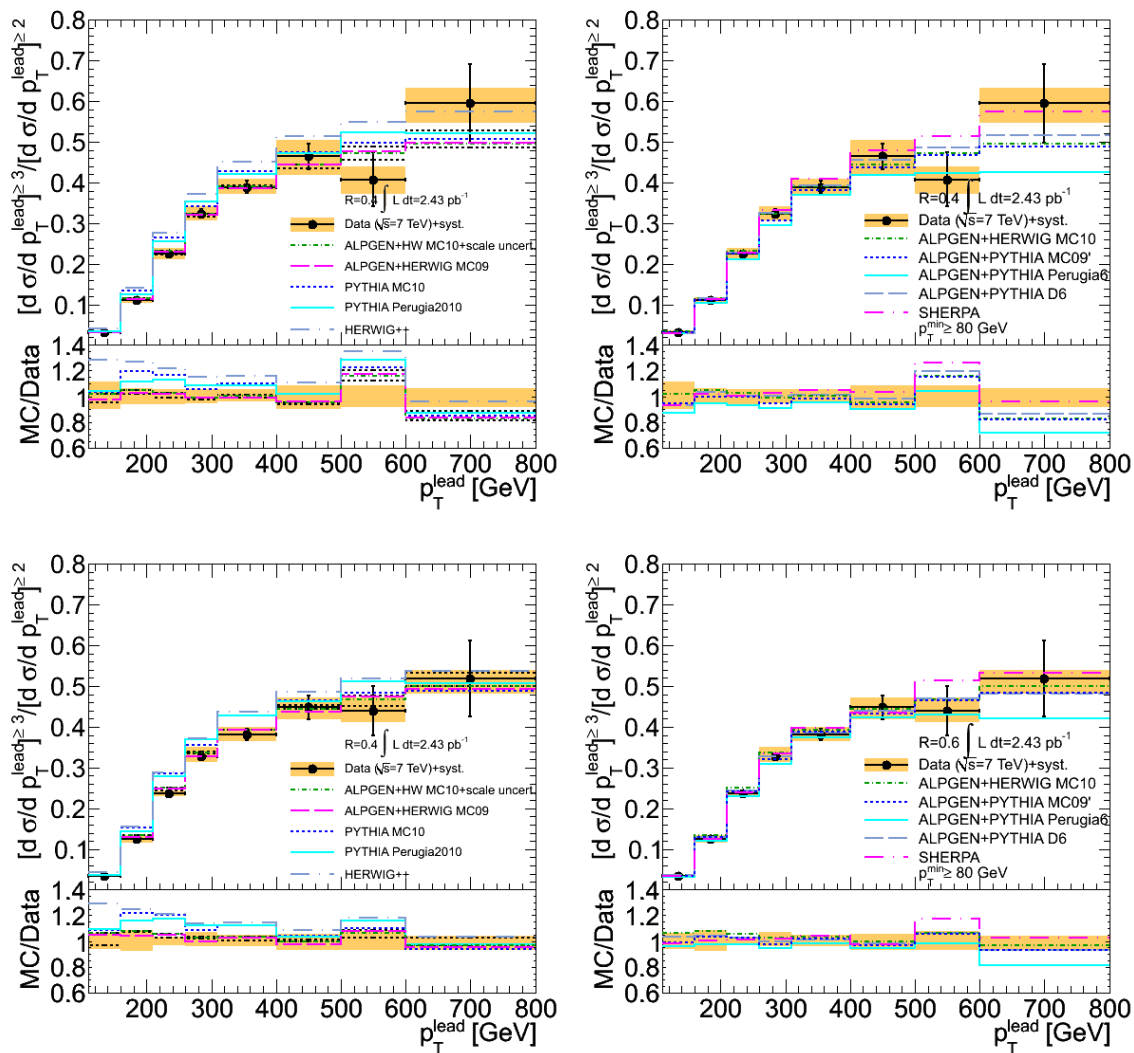 [d σ/d p_T^lead]^≥3/[d σ/d p_T^lead]^≥2
0.8
0.7
0.6
0.5
0.4
0.3
0.2
0.1
R=0.4 ∫ L dt=2.43 pb⁻¹
Data (√s=7 TeV)+syst.
ALPGEN+HW MC10+scale uncert.
ALPGEN+HERWIG MC09
PYTHIA MC10
PYTHIA Perugia2010
HERWIG++
MC/Data
1.4
1.2
1
0.8
0.6
200 300 400 500 600 700 800
p_T^lead [GeV]
[d σ/d p_T^lead]^≥3/[d σ/d p_T^lead]^≥2
0.8
0.7
0.6
0.5
0.4
0.3
0.2
0.1
R=0.4 ∫ L dt=2.43 pb⁻¹
Data (√s=7 TeV)+syst.
ALPGEN+HERWIG MC10
ALPGEN+PYTHIA MC09'
ALPGEN+PYTHIA Perugia6
ALPGEN+PYTHIA D6
SHERPA
p_T^min ≥ 80 GeV
MC/Data
1.4
1.2
1
0.8
0.6
200 300 400 500 600 700 800
p_T^lead [GeV]
[d σ/d p_T^lead]^≥3/[d σ/d p_T^lead]^≥2
0.8
0.7
0.6
0.5
0.4
0.3
0.2
0.1
R=0.4 ∫ L dt=2.43 pb⁻¹
Data (√s=7 TeV)+syst.
ALPGEN+HW MC10+scale uncert.
ALPGEN+HERWIG MC09
PYTHIA MC10
PYTHIA Perugia2010
HERWIG++
MC/Data
1.4
1.2
1
0.8
0.6
200 300 400 500 600 700 800
p_T^lead [GeV]
[d σ/d p_T^lead]^≥3/[d σ/d p_T^lead]^≥2
0.8
0.7
0.6
0.5
0.4
0.3
0.2
0.1
R=0.6 ∫ L dt=2.43 pb⁻¹
Data (√s=7 TeV)+syst.
ALPGEN+HERWIG MC10
ALPGEN+PYTHIA MC09'
ALPGEN+PYTHIA Perugia6
ALPGEN+PYTHIA D6
SHERPA
p_T^min ≥ 80 GeV
MC/Data
1.4
1.2
1
0.8
0.6
200 300 400 500 600 700 800
p_T^lead [GeV]